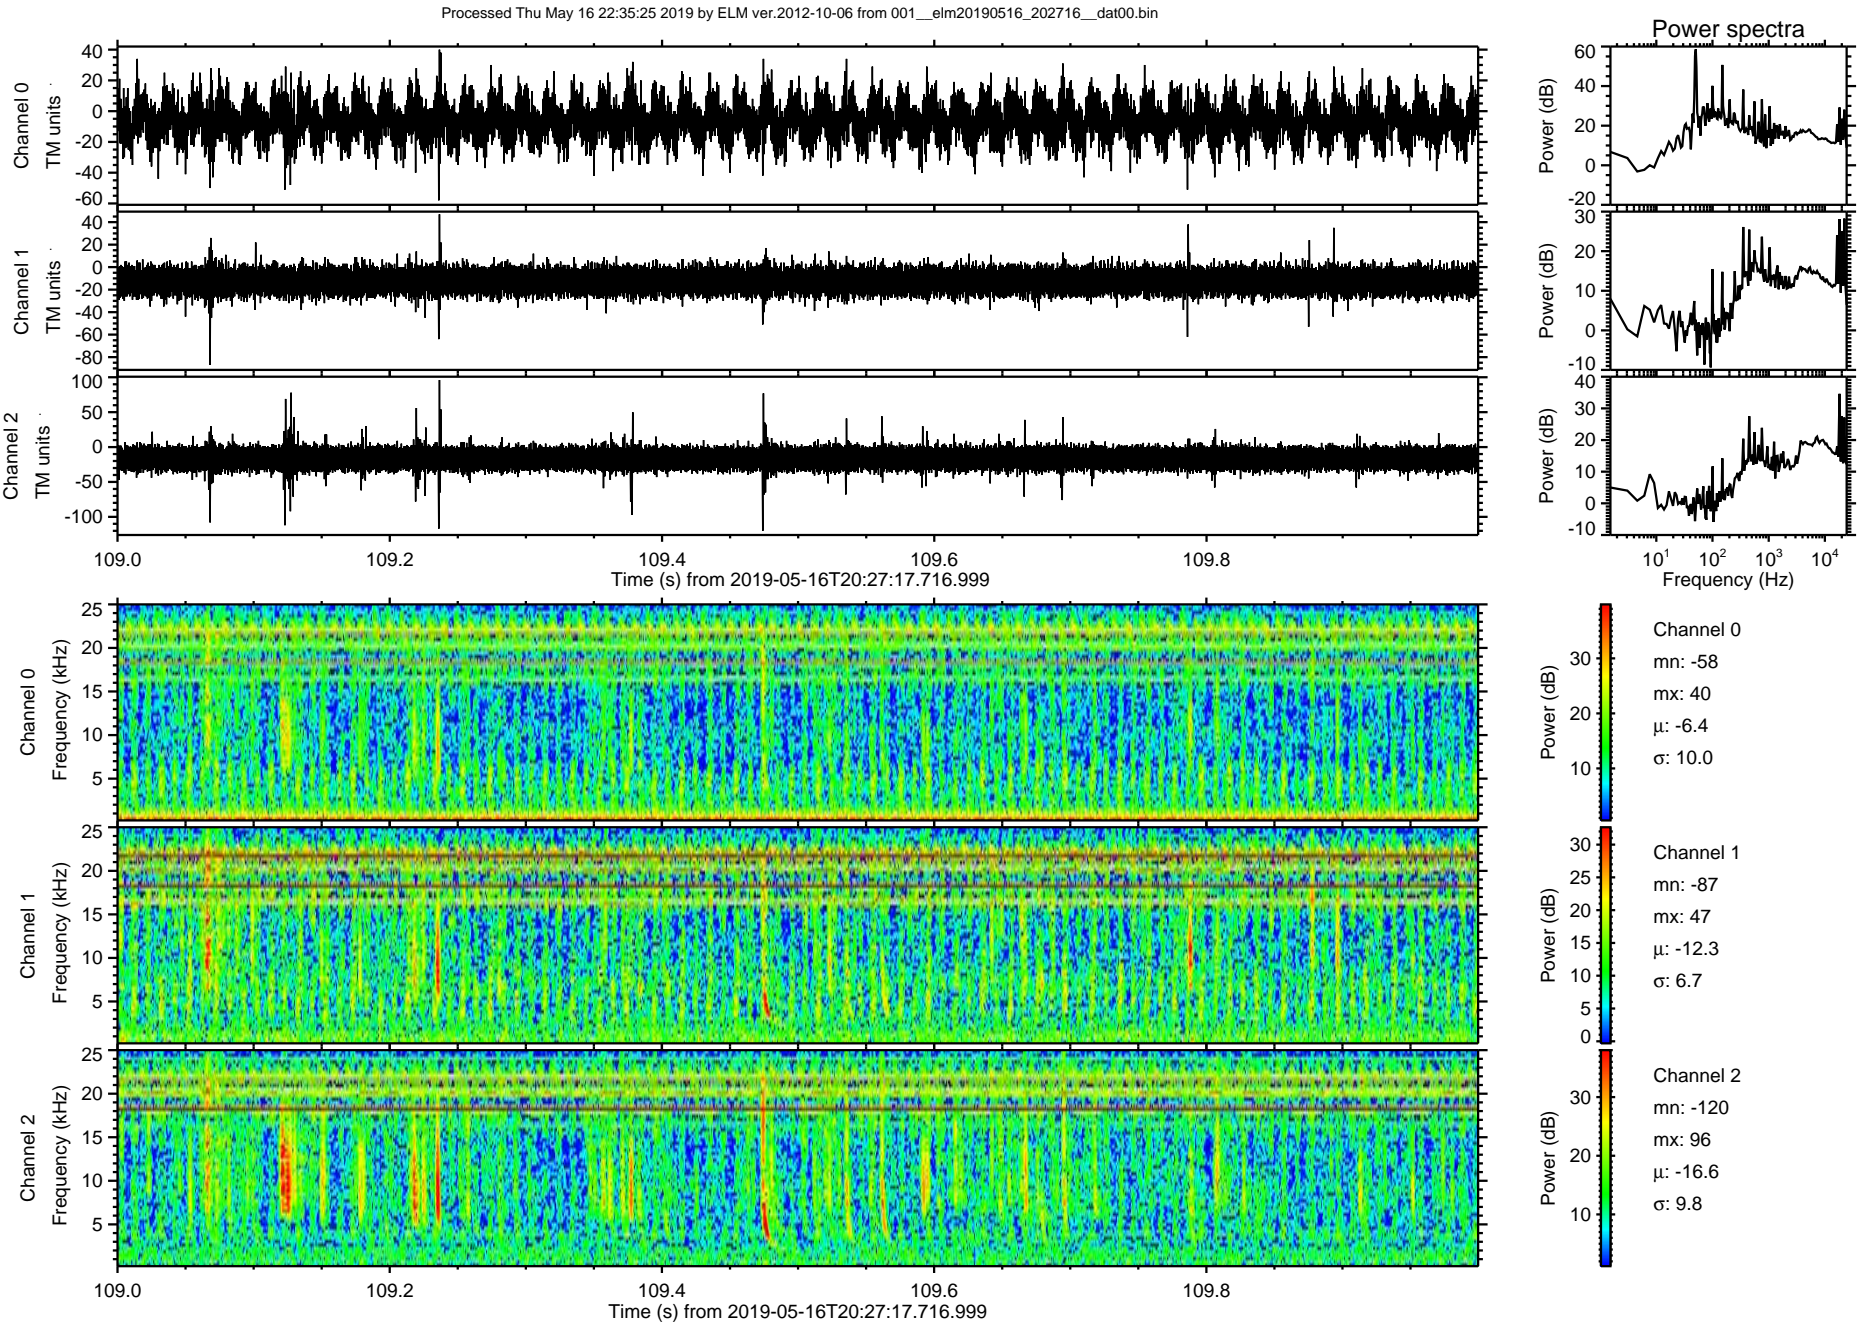 Processed Thu May 16 22:35:25 2019 by ELM ver.2012-10-06 from 001__elm20190516_202716__dat00.bin
Power spectra
Channel 0
TM units
40
20
0
-20
-40
-60
Power (dB)
60
40
20
0
-20
Channel 1
TM units
40
20
0
-20
-40
-60
-80
Power (dB)
30
20
10
0
-10
Channel 2
TM units
100
50
0
-50
-100
Power (dB)
40
30
20
10
0
-10
109.0 109.2 109.4 109.6 109.8
Time (s) from 2019-05-16T20:27:17.716.999
10¹ 10² 10³ 10⁴
Frequency (Hz)
Channel 0
Frequency (kHz)
25
20
15
10
5
Power (dB)
30
20
10
Channel 0
mn: -58
mx: 40
μ: -6.4
σ: 10.0
Channel 1
Frequency (kHz)
25
20
15
10
5
Power (dB)
30
25
20
15
10
5
0
Channel 1
mn: -87
mx: 47
μ: -12.3
σ: 6.7
Channel 2
Frequency (kHz)
25
20
15
10
5
Power (dB)
30
20
10
Channel 2
mn: -120
mx: 96
μ: -16.6
σ: 9.8
109.0 109.2 109.4 109.6 109.8
Time (s) from 2019-05-16T20:27:17.716.999